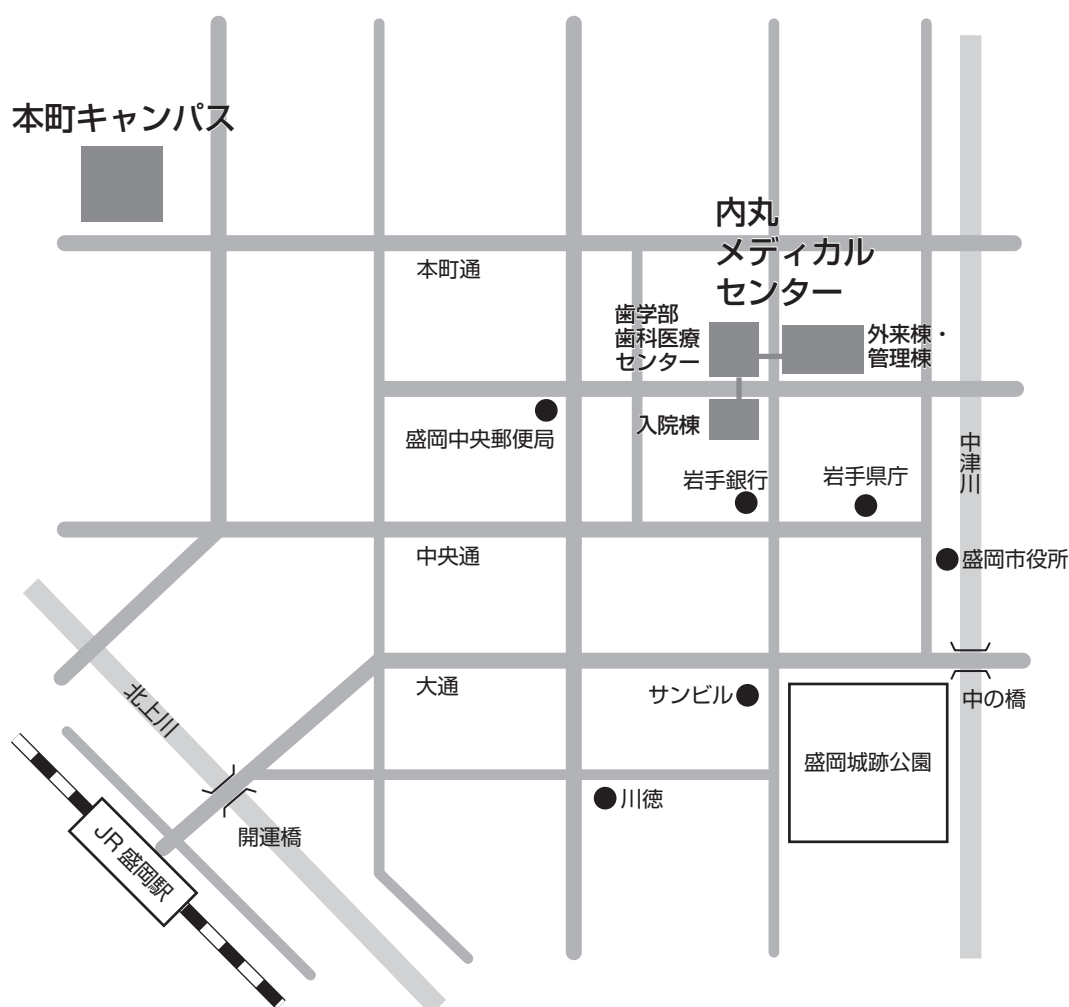 本町キャンパス
内丸
メディカル
センター
本町通
歯学部
歯科医療
センター
外来棟・
管理棟
入院棟
盛岡中央郵便局
岩手銀行
岩手県庁
中津川
中央通
盛岡市役所
大通
北上川
サンビル
中の橋
盛岡城跡公園
川徳
開運橋
JR 盛岡駅